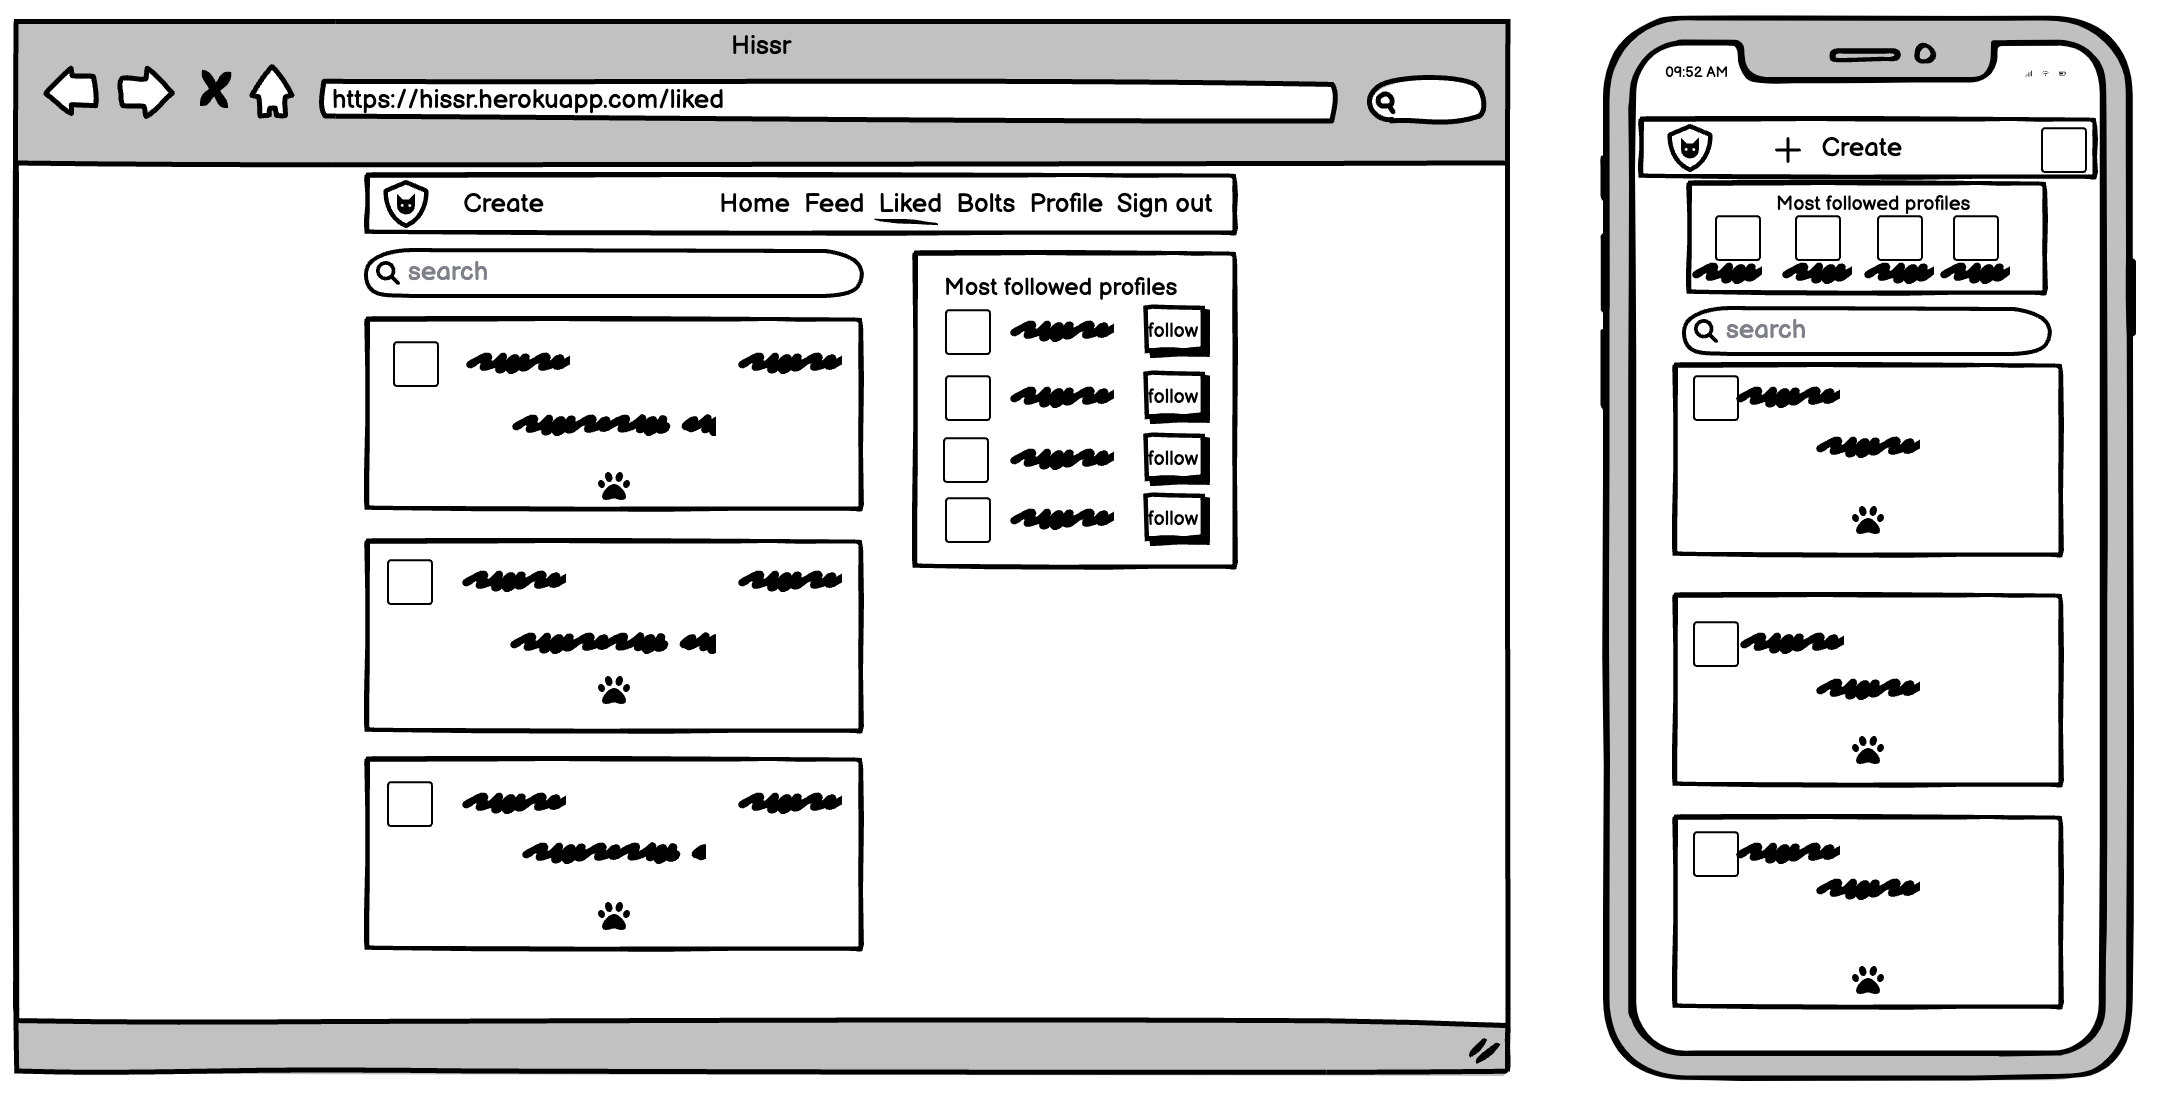 Hissr
https://hissr.herokuapp.com/liked
Create Home Feed Liked Bolts Profile Sign out
search
Most followed profiles
follow
follow
follow
follow
09:52 AM
Create
Most followed profiles
search